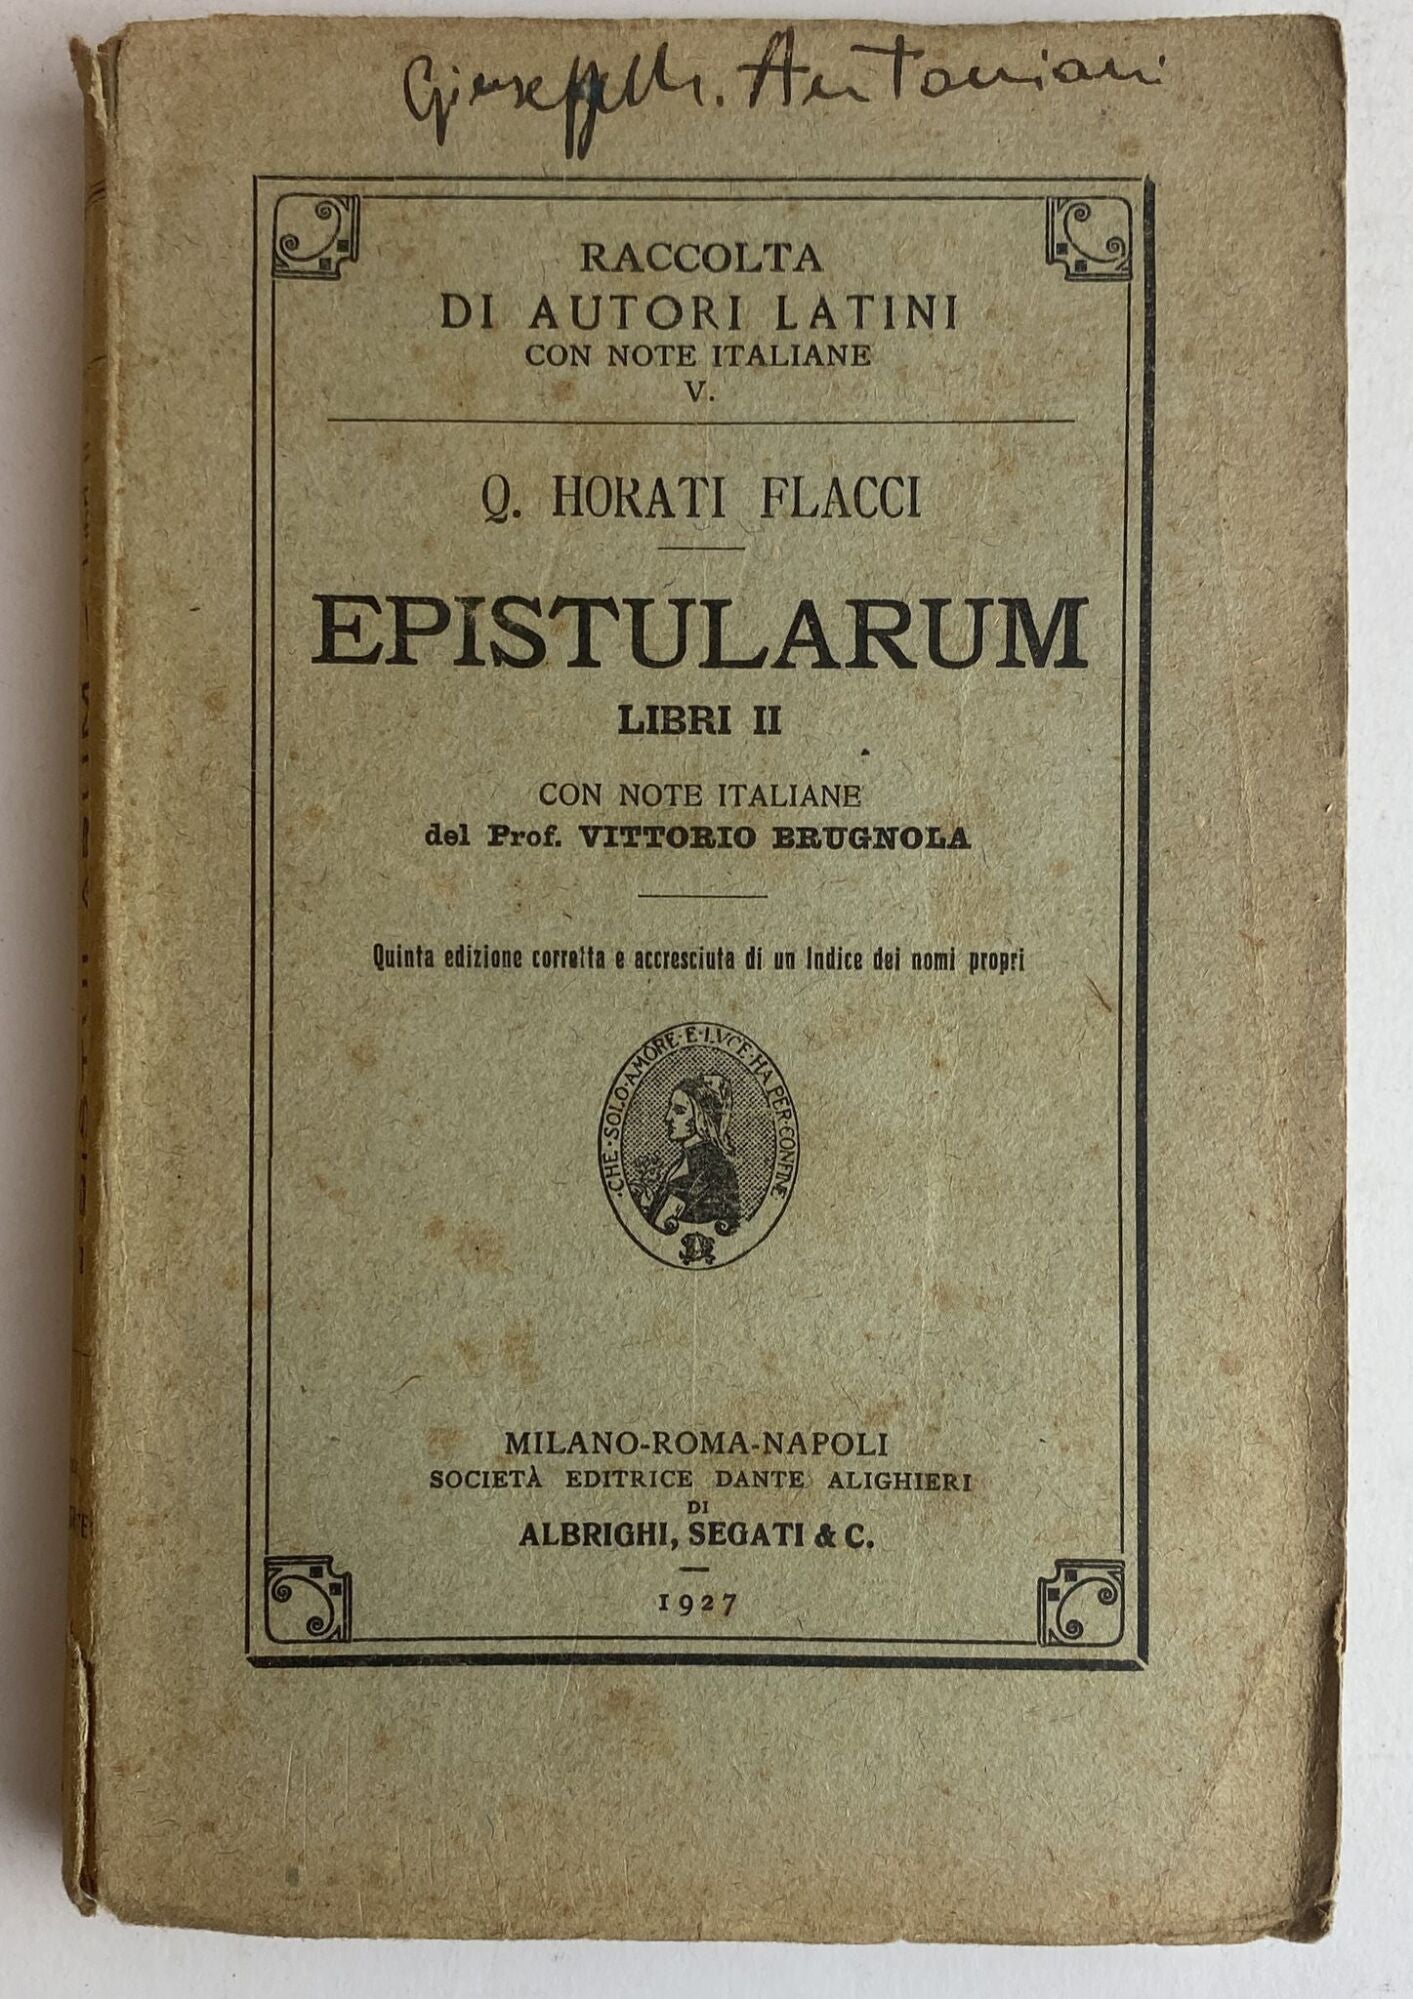 Antoniani
RACCOLTA
DI AUTORI LATINI
CON NOTE ITALIANE
V.
Q. HORATI FLACCI
EPISTULARUM
LIBRI II
CON NOTE ITALIANE
del Prof. VITTORIO BRUGNOLA
Quinta edizione corretta e accresciuta di un Indice dei nomi propri
·CHE·SOLO·AMORE·E·LVCE·HA·PER·CONFINE
MILANO-ROMA-NAPOLI
SOCIETÀ EDITRICE DANTE ALIGHIERI
DI
ALBRIGHI, SEGATI & C.
1927